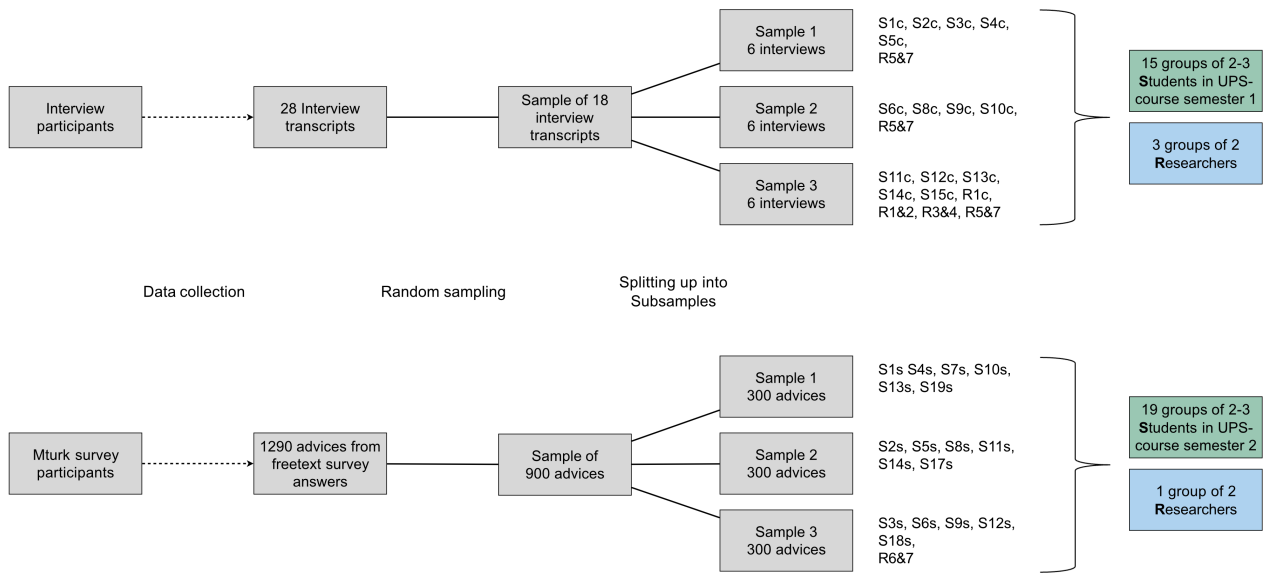 Interview
participants
28 Interview
transcripts
Sample of 18
interview
transcripts
Sample 1
6 interviews
S1c, S2c, S3c, S4c,
S5c,
R5&7
Sample 2
6 interviews
S6c, S8c, S9c, S10c,
R5&7
Sample 3
6 interviews
S11c, S12c, S13c,
S14c, S15c, R1c,
R1&2, R3&4, R5&7
15 groups of 2-3
Students in UPS-
course semester 1
3 groups of 2
Researchers
Data collection
Random sampling
Splitting up into
Subsamples
Mturk survey
participants
1290 advices from
freetext survey
answers
Sample of
900 advices
Sample 1
300 advices
S1s S4s, S7s, S10s,
S13s, S19s
Sample 2
300 advices
S2s, S5s, S8s, S11s,
S14s, S17s
Sample 3
300 advices
S3s, S6s, S9s, S12s,
S18s,
R6&7
19 groups of 2-3
Students in UPS-
course semester 2
1 group of 2
Researchers